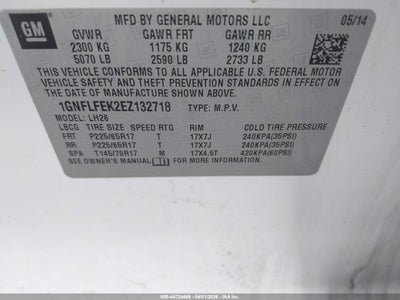 GM
MFD BY GENERAL MOTORS LLC 05/14
GVWR GAWR FRT GAWR RR
2300 KG 1175 KG 1240 KG
5070 LB 2590 LB 2733 LB
THIS VEHICLE CONFORMS TO ALL APPLICABLE U.S. FEDERAL MOTOR
VEHICLE SAFETY AND THEFT PREVENTION STANDARDS IN
EFFECT ON THE DATE OF MANUFACTURE SHOWN ABOVE.
1GNFLFEK2EZ132718 TYPE: M.P.V.
MODEL: LH26
LBCG TIRE SIZE SPEED RTG RIM COLD TIRE PRESSURE
FRT P225/65R17 T 17X7J 240KPA(35PSI)
RR P225/65R17 T 17X7J 240KPA(35PSI)
SPA T145/70R17 M 17X4.5T 420KPA(60PSI)
SEE OWNER'S MANUAL FOR MORE INFORMATION.